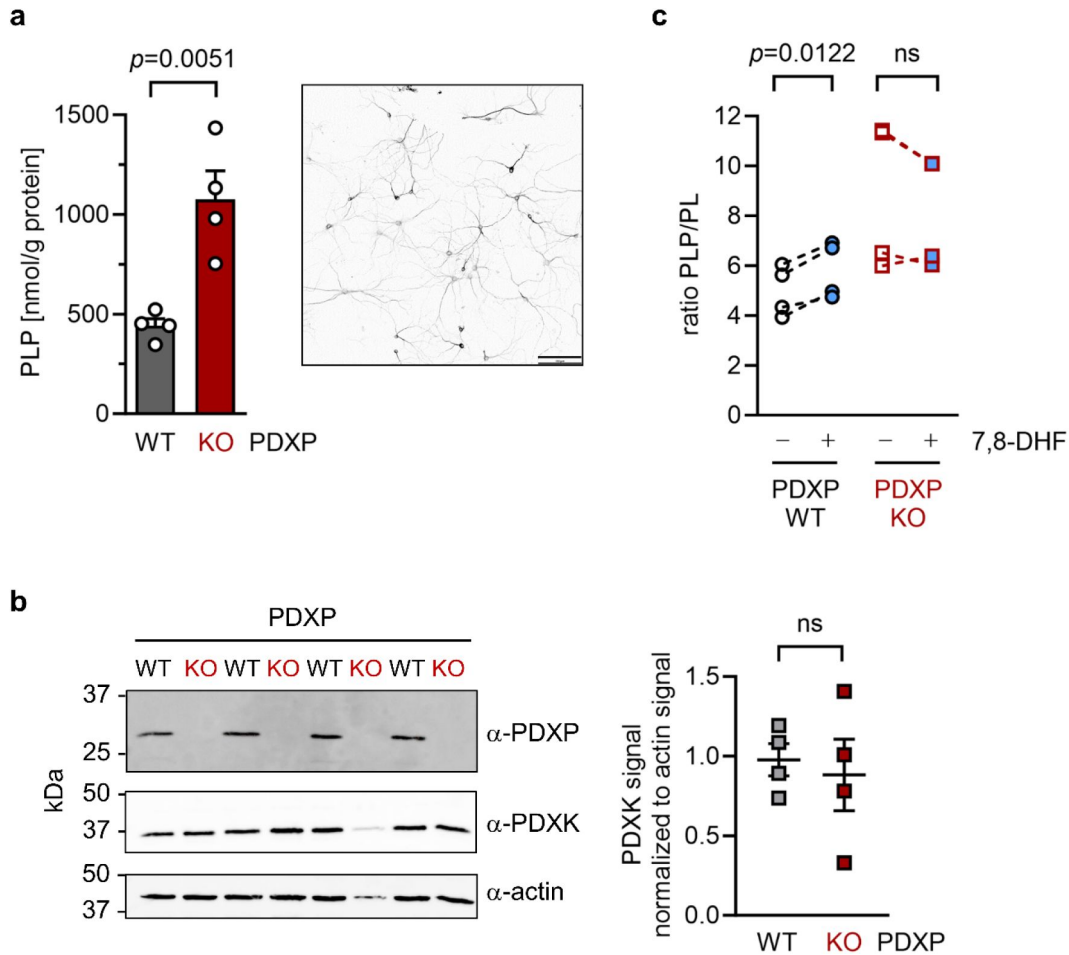 a
p=0.0051
PLP [nmol/g protein]
1500
1000
500
0
WT KO PDXP
c
p=0.0122 ns
ratio PLP/PL
12
10
8
6
4
2
0
− + − + 7,8-DHF
PDXP PDXP
WT KO
b
PDXP
WT KO WT KO WT KO WT KO
kDa
37
25
α-PDXP
50
37
α-PDXK
50
37
α-actin
ns
PDXK signal
normalized to actin signal
1.5
1.0
0.5
0.0
WT KO PDXP